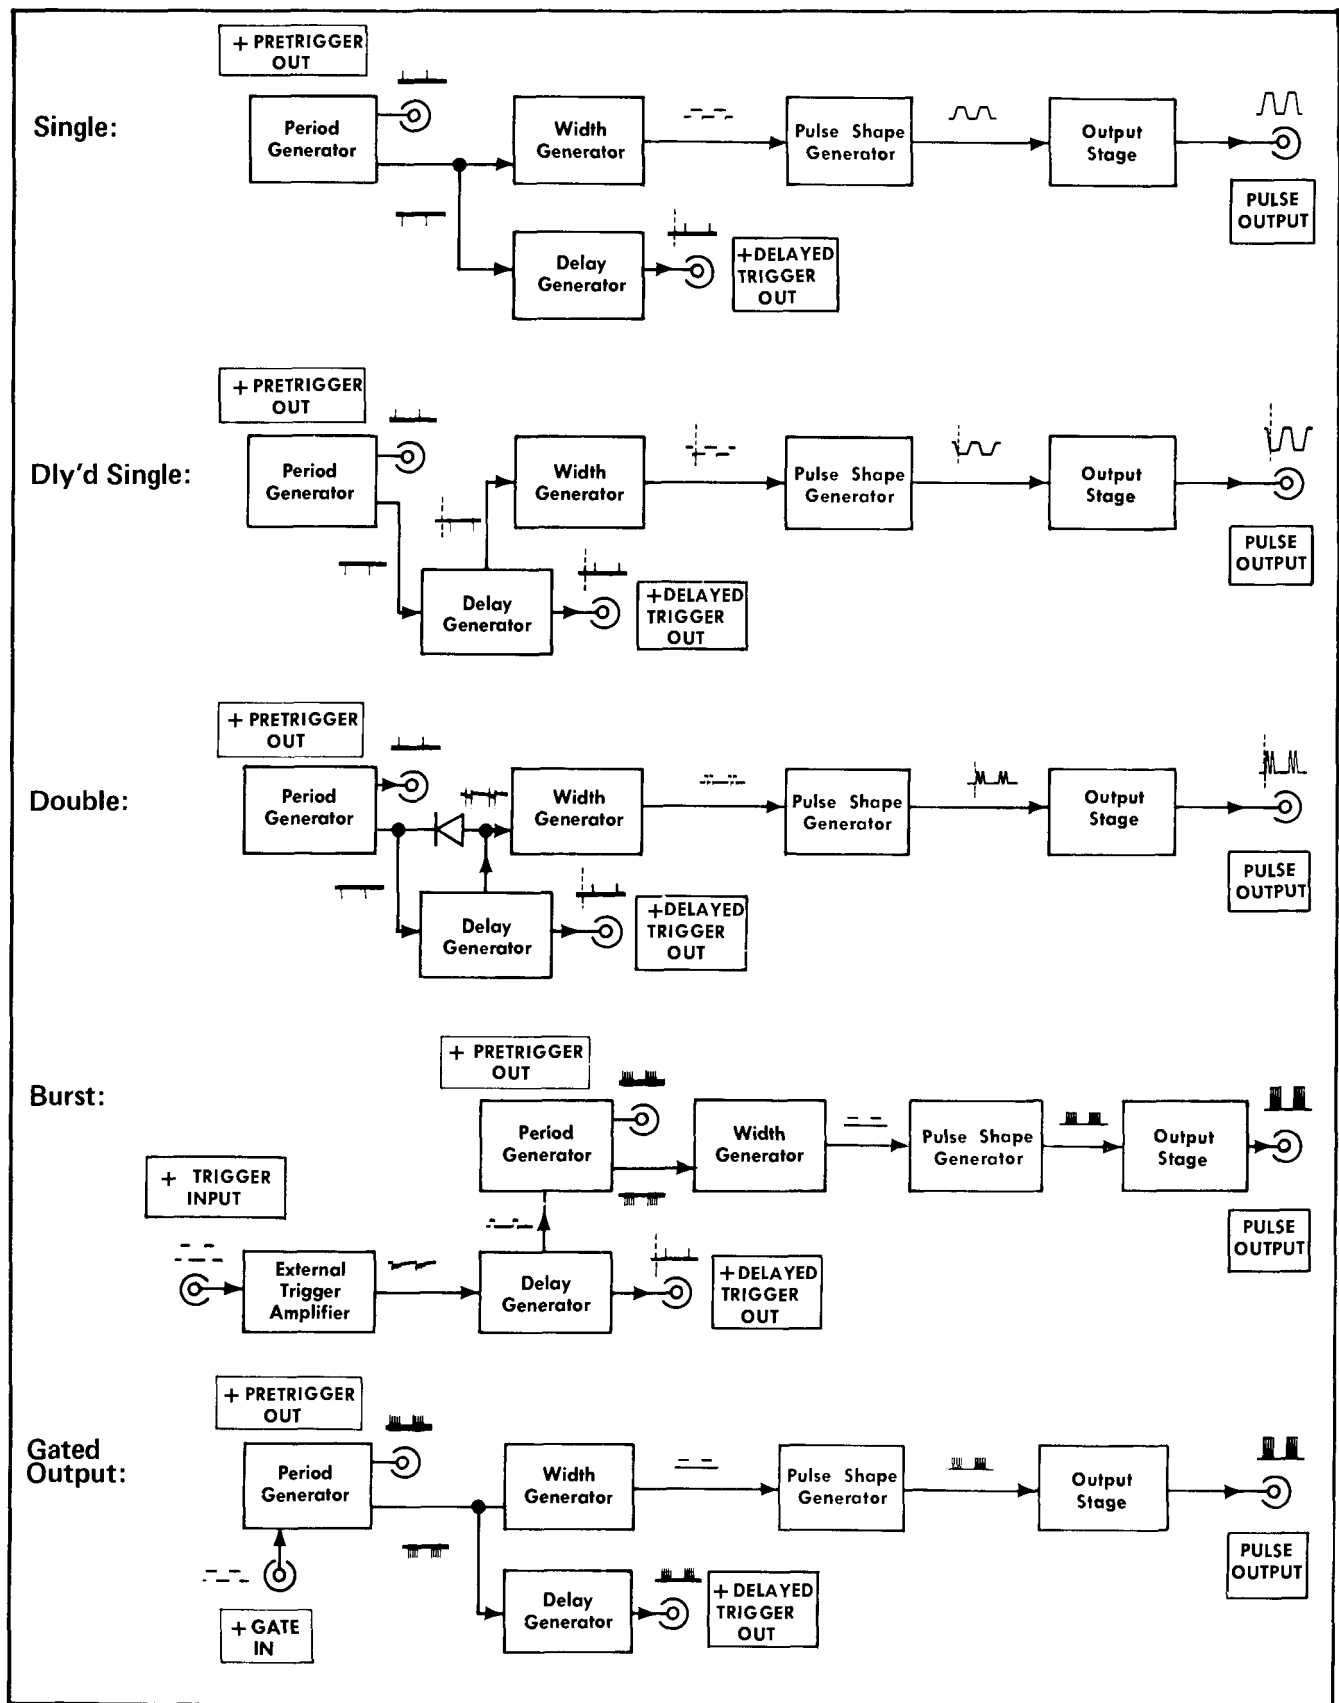 + PRETRIGGER
OUT
Single:
Period
Generator
Width
Generator
Pulse Shape
Generator
Output
Stage
PULSE
OUTPUT
Delay
Generator
+ DELAYED
TRIGGER
OUT
+ PRETRIGGER
OUT
Dly'd Single:
Period
Generator
Width
Generator
Pulse Shape
Generator
Output
Stage
PULSE
OUTPUT
Delay
Generator
+ DELAYED
TRIGGER
OUT
+ PRETRIGGER
OUT
Double:
Period
Generator
Width
Generator
Pulse Shape
Generator
Output
Stage
PULSE
OUTPUT
Delay
Generator
+ DELAYED
TRIGGER
OUT
+ PRETRIGGER
OUT
Burst:
Period
Generator
Width
Generator
Pulse Shape
Generator
Output
Stage
+ TRIGGER
INPUT
PULSE
OUTPUT
External
Trigger
Amplifier
Delay
Generator
+ DELAYED
TRIGGER
OUT
+ PRETRIGGER
OUT
Gated
Output:
Period
Generator
Width
Generator
Pulse Shape
Generator
Output
Stage
PULSE
OUTPUT
+ GATE
IN
Delay
Generator
+ DELAYED
TRIGGER
OUT